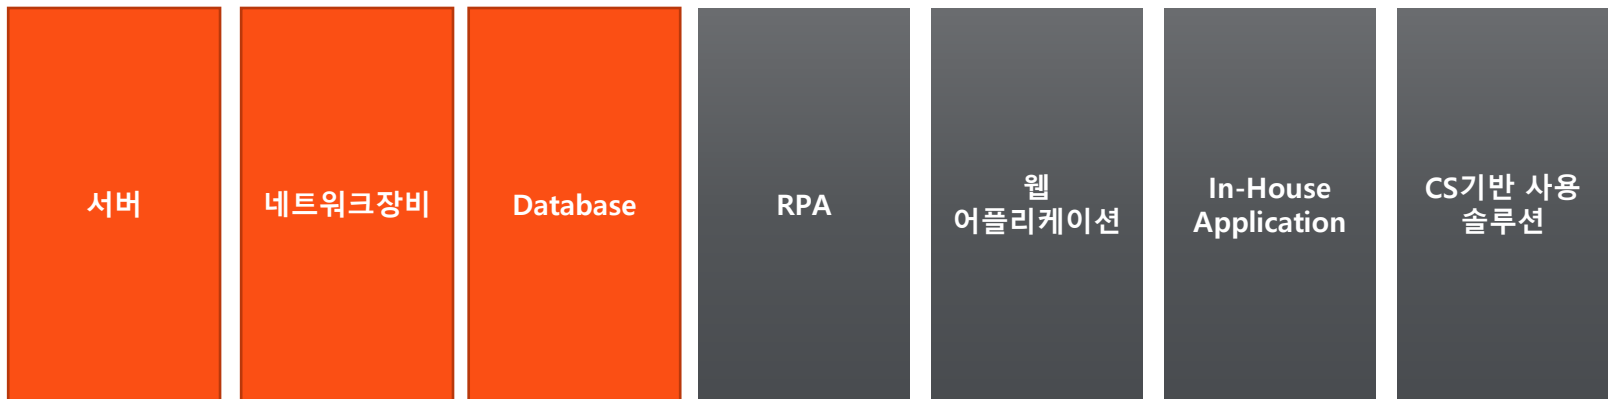 서버
네트워크장비
Database
RPA
웹
어플리케이션
In-House
Application
CS기반 사용
솔루션